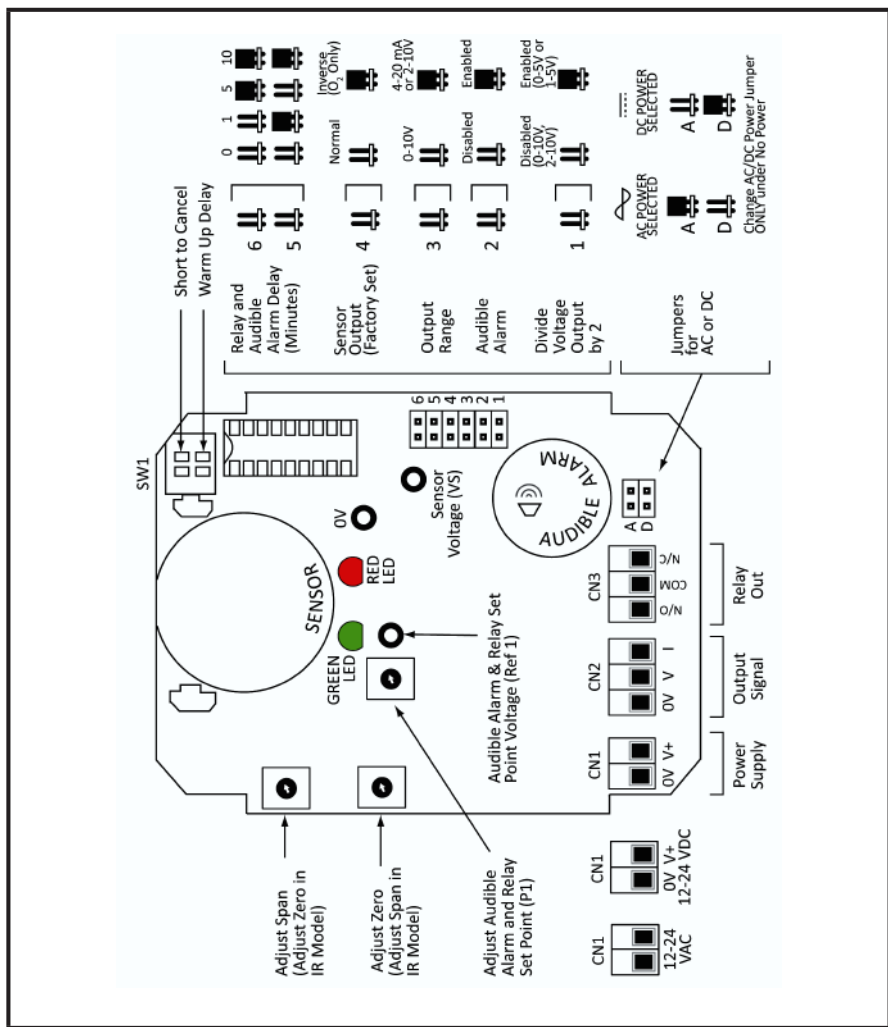 SW1
Short to Cancel
Warm Up Delay
Adjust Span
(Adjust Zero in
IR Model)
Adjust Zero
(Adjust Span in
IR Model)
Adjust Audible
Alarm and Relay
Set Point (P1)
SENSOR
GREEN
LED
RED
LED
0V
Sensor
Voltage (VS)
Audible Alarm & Relay Set
Point Voltage (Ref 1)
6
5
4
3
2
1
AUDIBLE ALARM
A
D
CN1
12-24
VAC
CN1
0V V+
12-24 VDC
CN1
0V V+
Power
Supply
CN2
0V V I
Output
Signal
CN3
N/O COM N/C
Relay
Out
Relay and
Audible
Alarm Delay
(Minutes)
6
5
0 1 5 10
Sensor
Output
(Factory Set)
4
Normal
Inverse
(O₂ Only)
Output
Range
3
0-10V
4-20 mA
or 2-10V
Audible
Alarm
2
Disabled
Enabled
Divide
Voltage
Output
by 2
1
Disabled
(0-10V,
2-10V)
Enabled
(0-5V or
1-5V)
Jumpers
for
AC or DC
AC POWER
SELECTED
A
D
DC POWER
SELECTED
A
D
Change AC/DC Power Jumper
ONLY under No Power